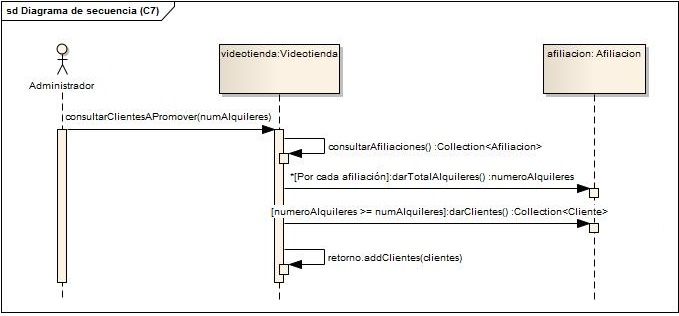 sd Diagrama de secuencia (C7)
videotienda:Videotienda
afiliacion: Afiliacion
Administrador
consultarClientesAPromover(numAlquileres)
consultarAfiliaciones() :Collection<Afiliacion>
*[Por cada afiliación]:darTotalAlquileres() :numeroAlquileres
[numeroAlquileres >= numAlquileres]:darClientes() :Collection<Cliente>
retorno.addClientes(clientes)